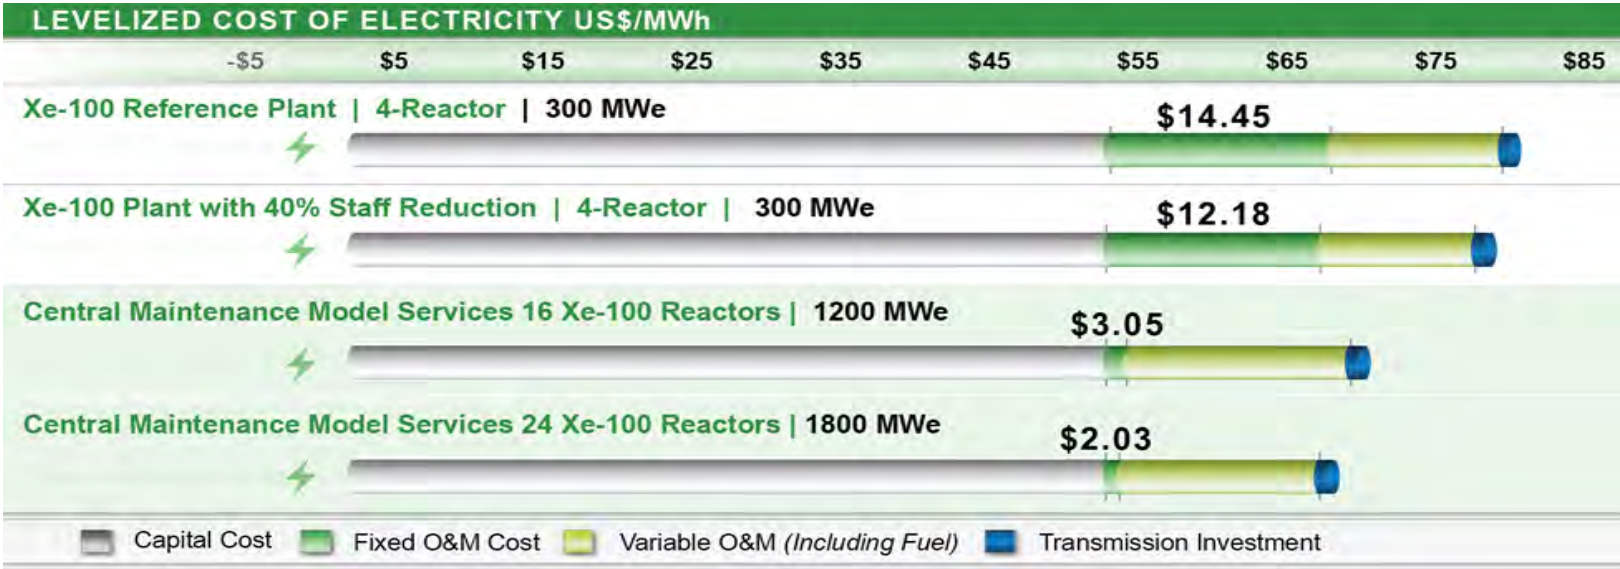 LEVELIZED COST OF ELECTRICITY US$/MWh
-$5 $5 $15 $25 $35 $45 $55 $65 $75 $85
Xe-100 Reference Plant | 4-Reactor | 300 MWe
$14.45
Xe-100 Plant with 40% Staff Reduction | 4-Reactor | 300 MWe
$12.18
Central Maintenance Model Services 16 Xe-100 Reactors | 1200 MWe
$3.05
Central Maintenance Model Services 24 Xe-100 Reactors | 1800 MWe
$2.03
Capital Cost Fixed O&M Cost Variable O&M (Including Fuel) Transmission Investment